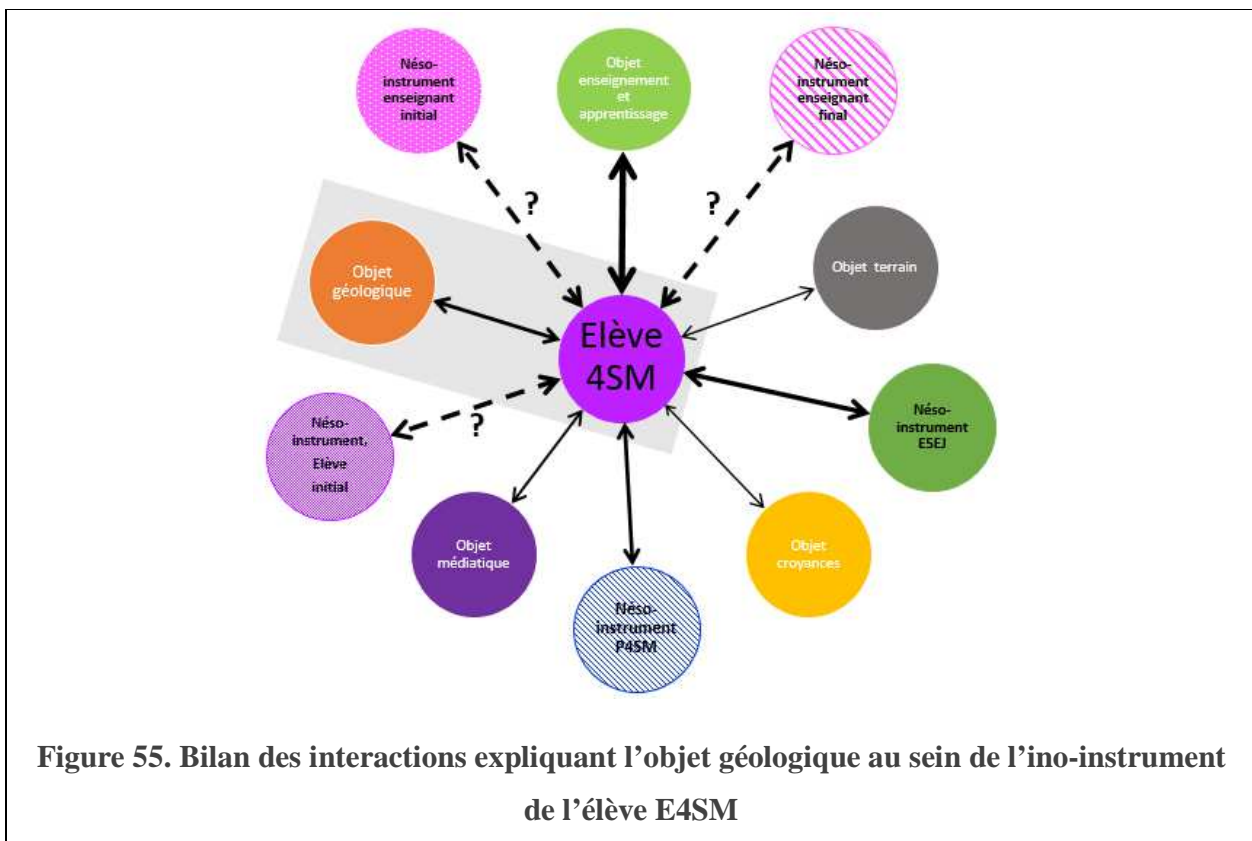 Néso-
instrument
enseignant
initial
Objet
enseignement
et
apprentissage
Néso-
instrument
enseignant
final
?
?
Objet
géologique
Objet terrain
Elève
4SM
Néso-
instrument,
Elève
initial
?
Néso-
instrument
E5EJ
Objet
médiatique
Néso-
instrument
P4SM
Objet
croyances
Figure 55. Bilan des interactions expliquant l’objet géologique au sein de l’ino-instrument
de l’élève E4SM